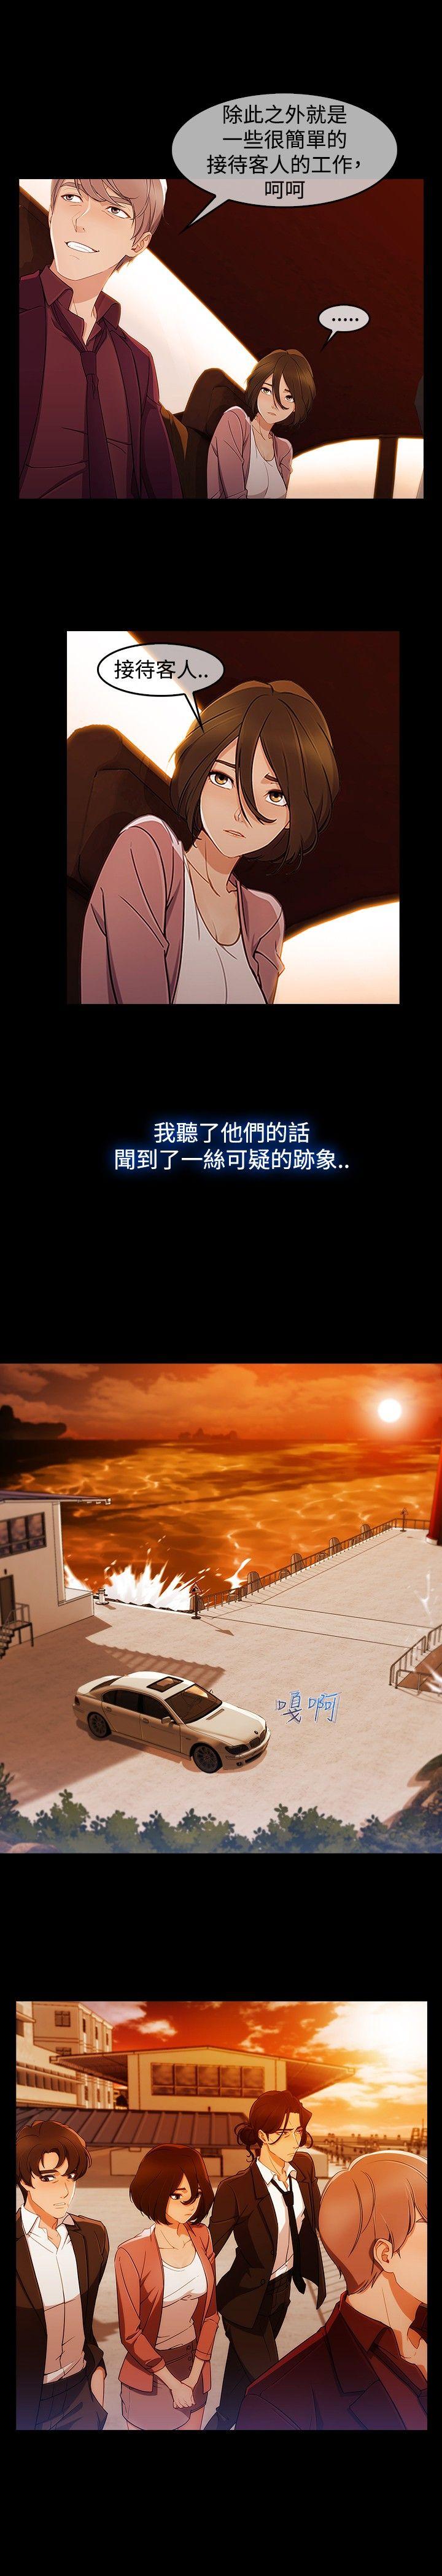 除此之外就是
一些很簡單的
接待客人的工作，
呵呵
.....
接待客人..
我聽了他們的話
聞到了一絲可疑的跡象..
嘎啊